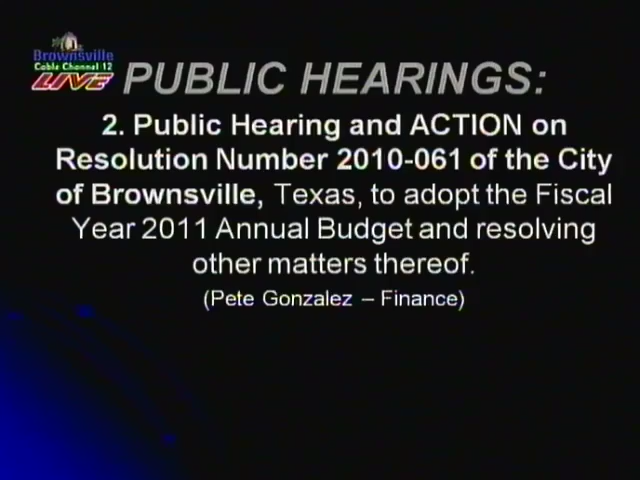 Brownsville
Cable Channel 12
LIVE
PUBLIC HEARINGS:
2. Public Hearing and ACTION on
Resolution Number 2010-061 of the City
of Brownsville, Texas, to adopt the Fiscal
Year 2011 Annual Budget and resolving
other matters thereof.
(Pete Gonzalez – Finance)